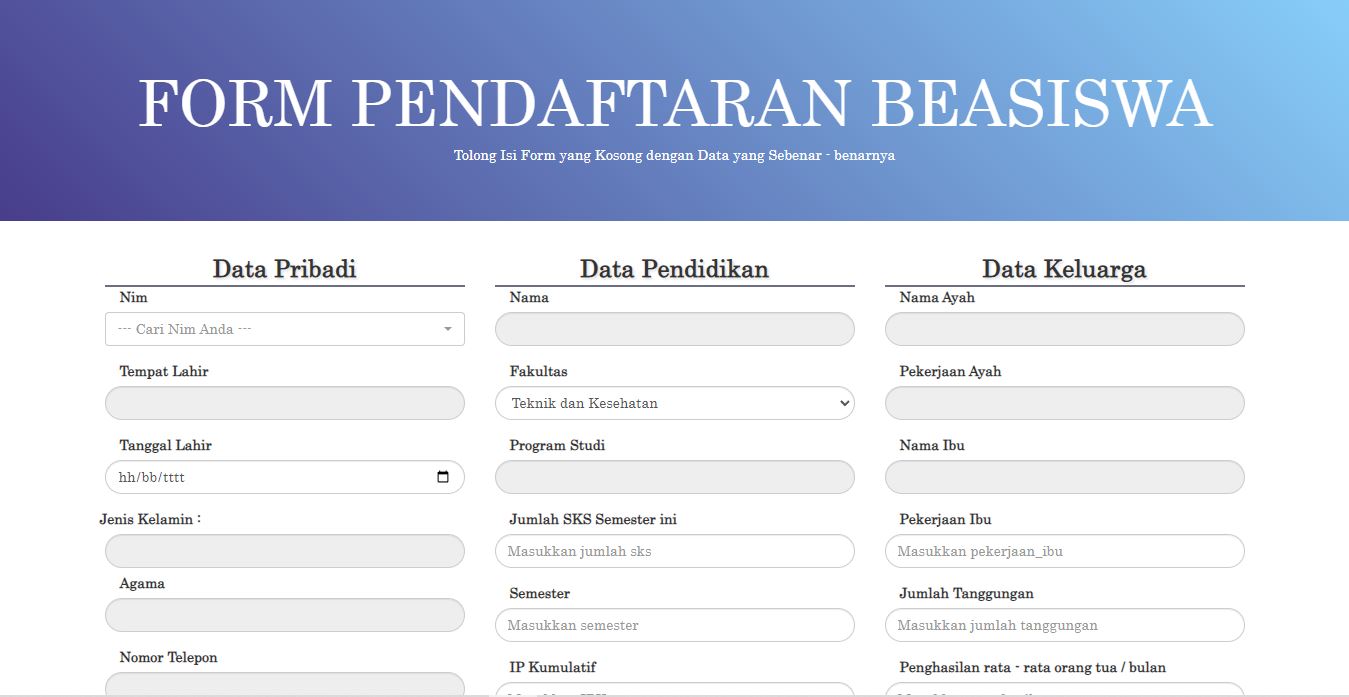 FORM PENDAFTARAN BEASISWA
Tolong Isi Form yang Kosong dengan Data yang Sebenar - benarnya
Data Pribadi
Nim
--- Cari Nim Anda ---
Tempat Lahir
Tanggal Lahir
hh/bb/tttt
Jenis Kelamin :
Agama
Nomor Telepon
Data Pendidikan
Nama
Fakultas
Teknik dan Kesehatan
Program Studi
Jumlah SKS Semester ini
Masukkan jumlah sks
Semester
Masukkan semester
IP Kumulatif
Data Keluarga
Nama Ayah
Pekerjaan Ayah
Nama Ibu
Pekerjaan Ibu
Masukkan pekerjaan_ibu
Jumlah Tanggungan
Masukkan jumlah tanggungan
Penghasilan rata - rata orang tua / bulan